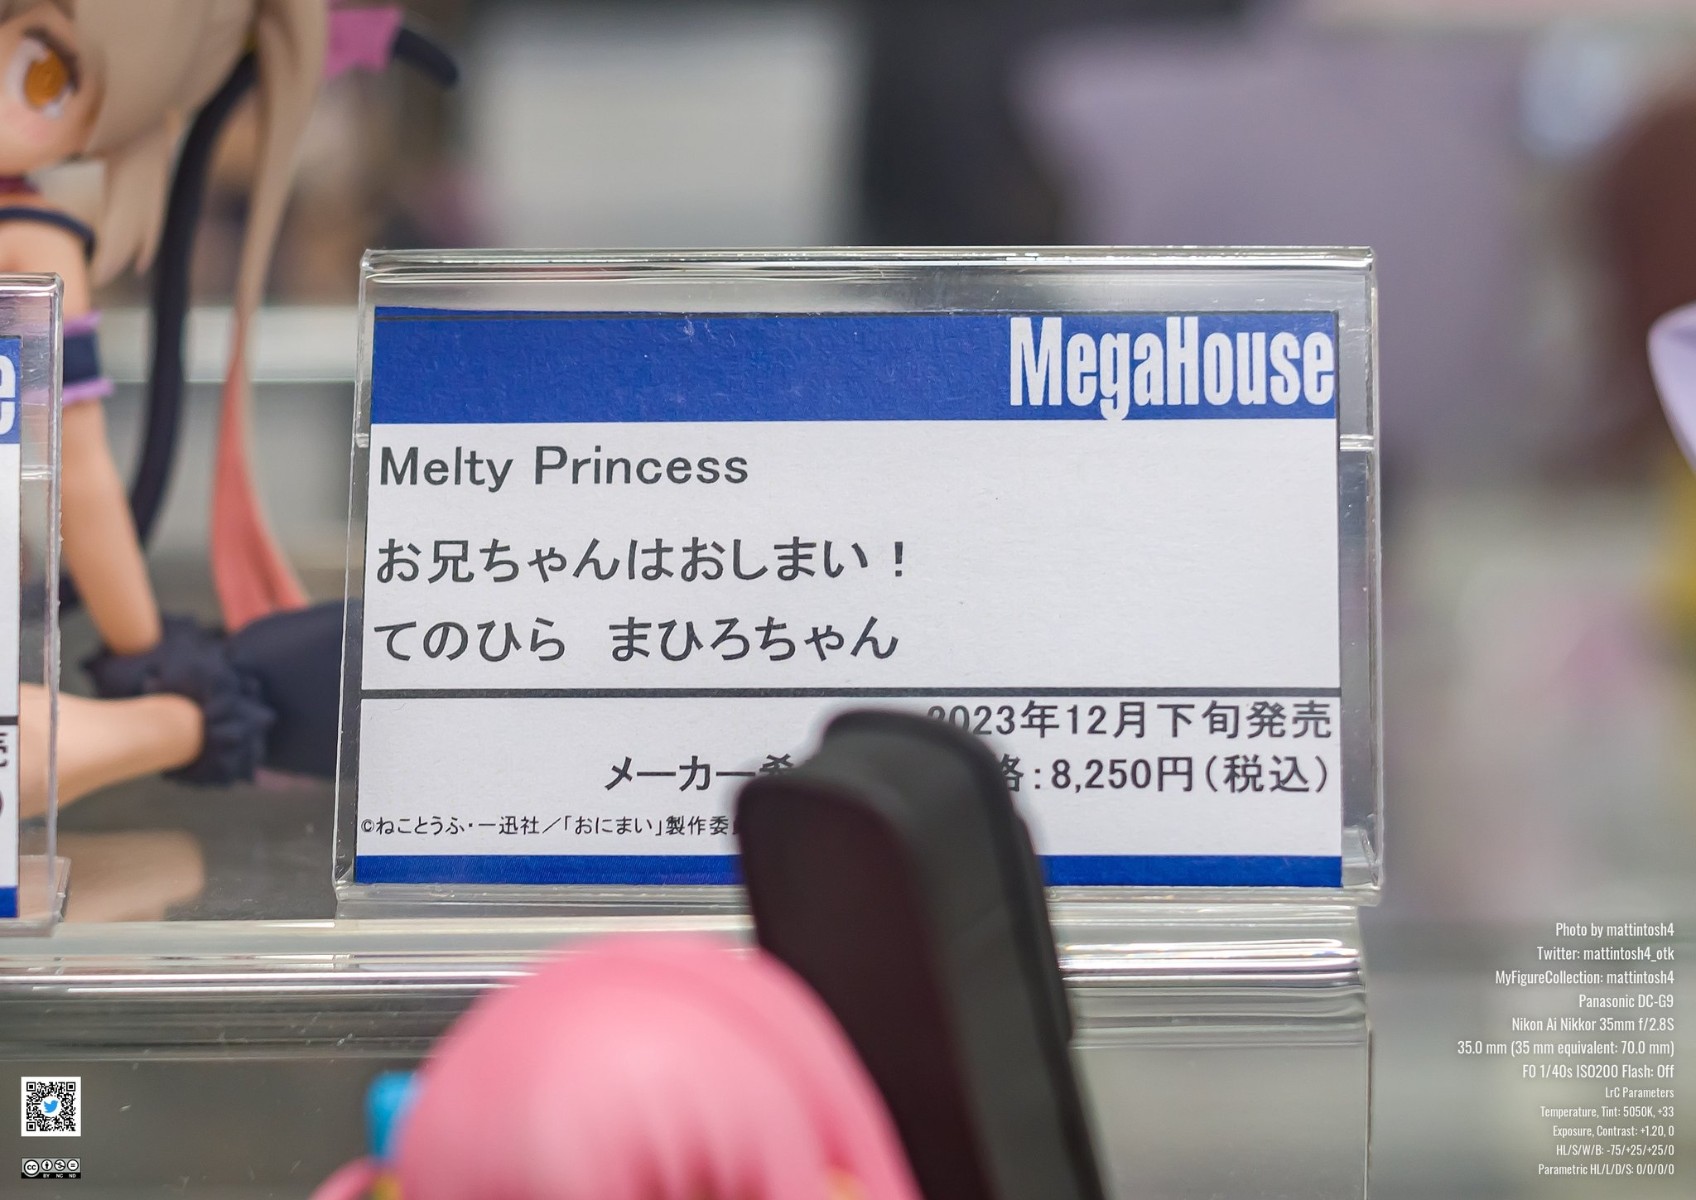 MegaHouse
Melty Princess
お兄ちゃんはおしまい！
てのひら　まひろちゃん
2023年12月下旬発売
メーカー希 格：8,250円（税込）
©ねことうふ・一迅社／「おにまい」製作委
e
売
）
Photo by mattintosh4
Twitter: mattintosh4_otk
MyFigureCollection: mattintosh4
Panasonic DC-G9
Nikon Ai Nikkor 35mm f/2.8S
35.0 mm (35 mm equivalent: 70.0 mm)
F0 1/40s ISO200 Flash: Off
LrC Parameters
Temperature, Tint: 5050K, +33
Exposure, Contrast: +1.20, 0
HL/S/W/B: -75/+25/+25/0
Parametric HL/L/D/S: 0/0/0/0
CC
BY NC ND